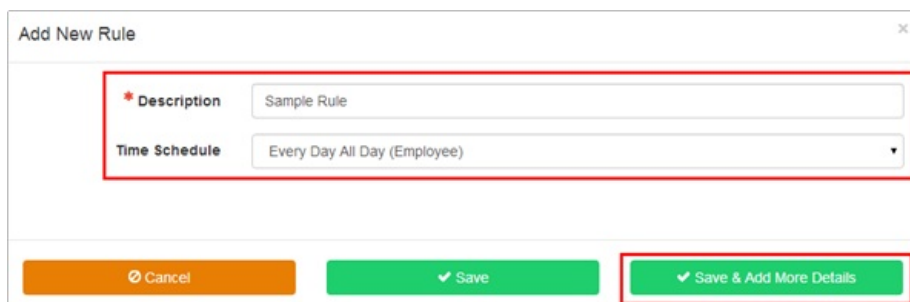 Add New Rule ×
* Description Sample Rule
Time Schedule Every Day All Day (Employee)
Cancel Save Save & Add More Details